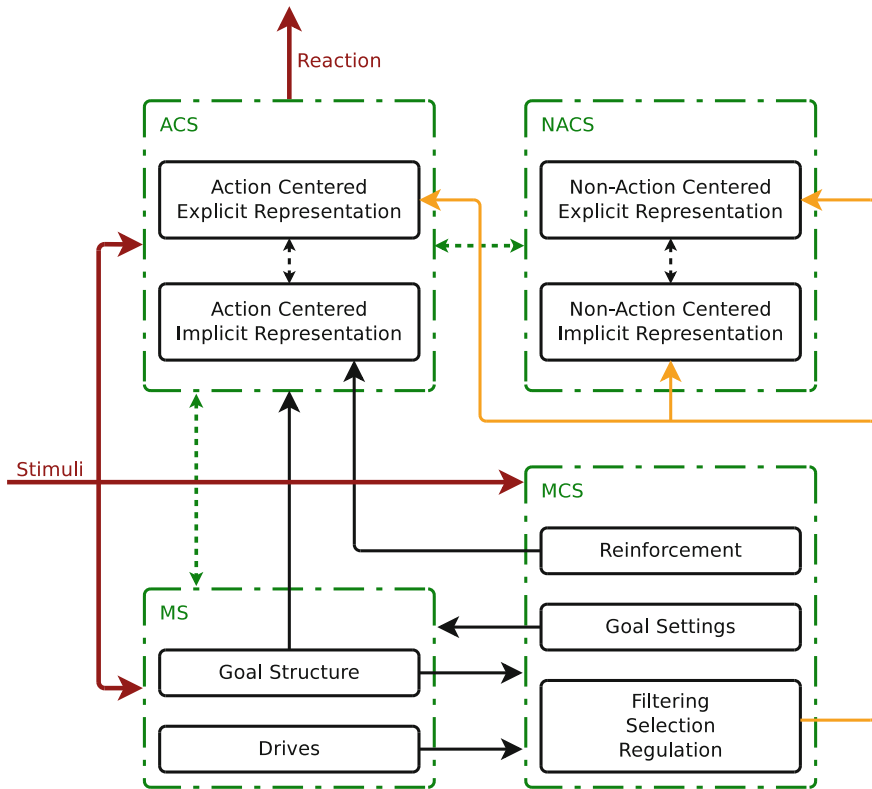 Reaction
ACS
Action Centered
Explicit Representation
Action Centered
Implicit Representation
NACS
Non-Action Centered
Explicit Representation
Non-Action Centered
Implicit Representation
Stimuli
MS
Goal Structure
Drives
MCS
Reinforcement
Goal Settings
Filtering
Selection
Regulation